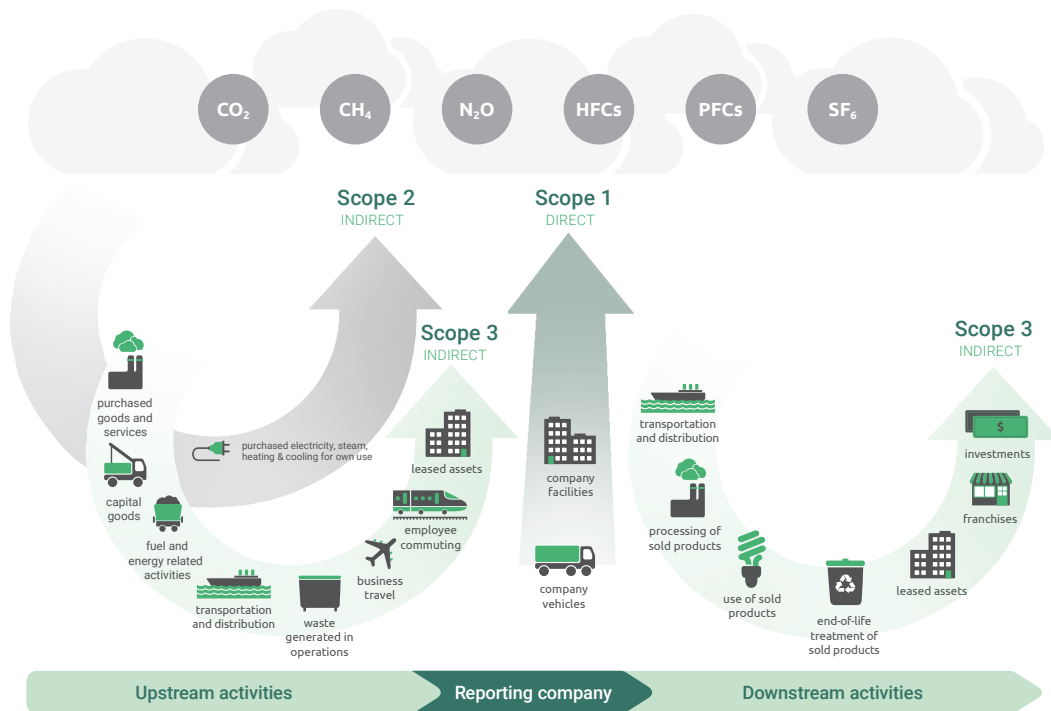 CO₂
CH₄
N₂O
HFCs
PFCs
SF₆
Scope 2
INDIRECT
Scope 1
DIRECT
Scope 3
INDIRECT
Scope 3
INDIRECT
purchased
goods and
services
capital
goods
fuel and
energy related
activities
transportation
and distribution
waste
generated in
operations
business
travel
employee
commuting
leased assets
purchased electricity, steam,
heating & cooling for own use
company
facilities
company
vehicles
transportation
and distribution
processing of
sold products
use of sold
products
end-of-life
treatment of
sold products
leased assets
franchises
$
investments
Upstream activities
Reporting company
Downstream activities